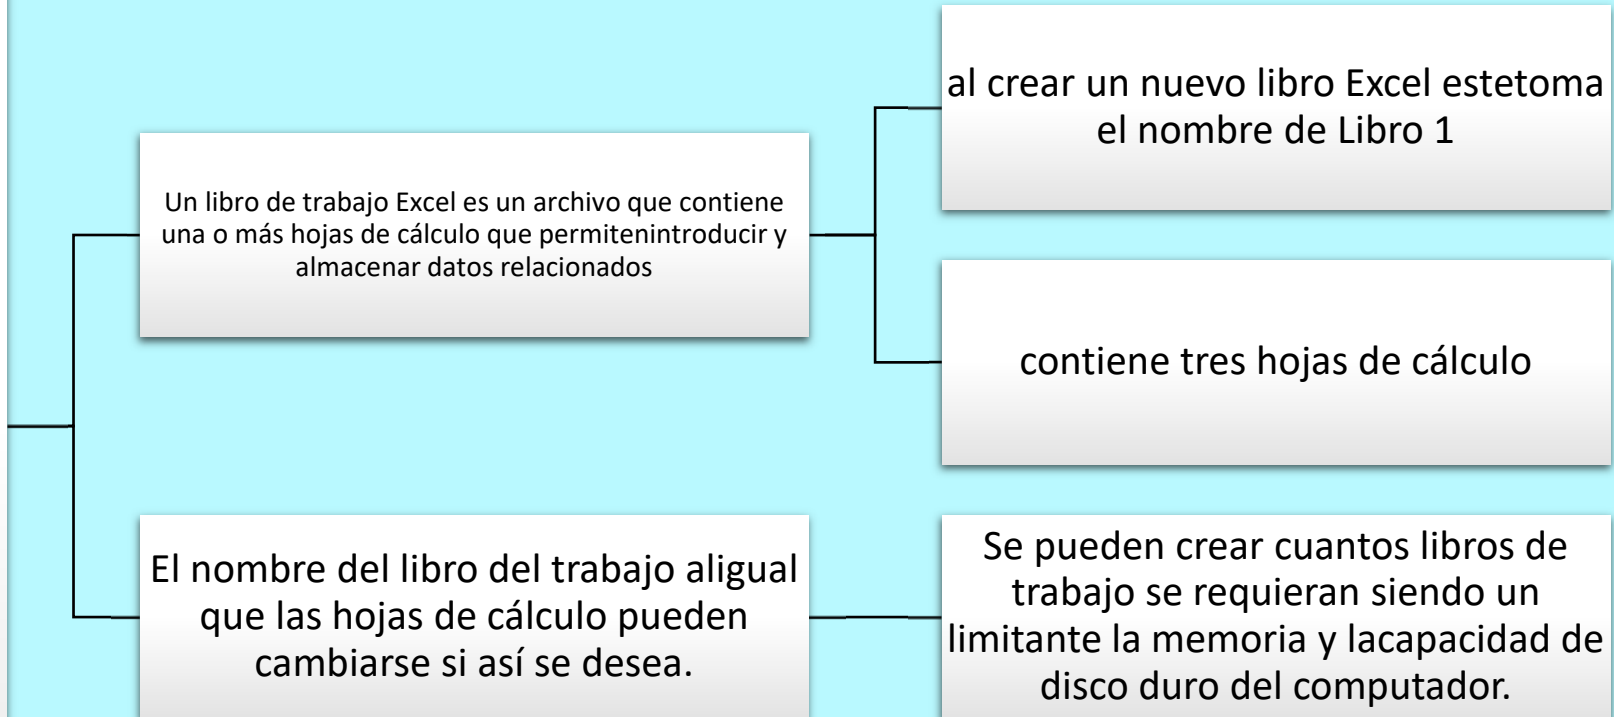 Un libro de trabajo Excel es un archivo que contiene
una o más hojas de cálculo que permitenintroducir y
almacenar datos relacionados
al crear un nuevo libro Excel estetoma
el nombre de Libro 1
contiene tres hojas de cálculo
El nombre del libro del trabajo aligual
que las hojas de cálculo pueden
cambiarse si así se desea.
Se pueden crear cuantos libros de
trabajo se requieran siendo un
limitante la memoria y lacapacidad de
disco duro del computador.